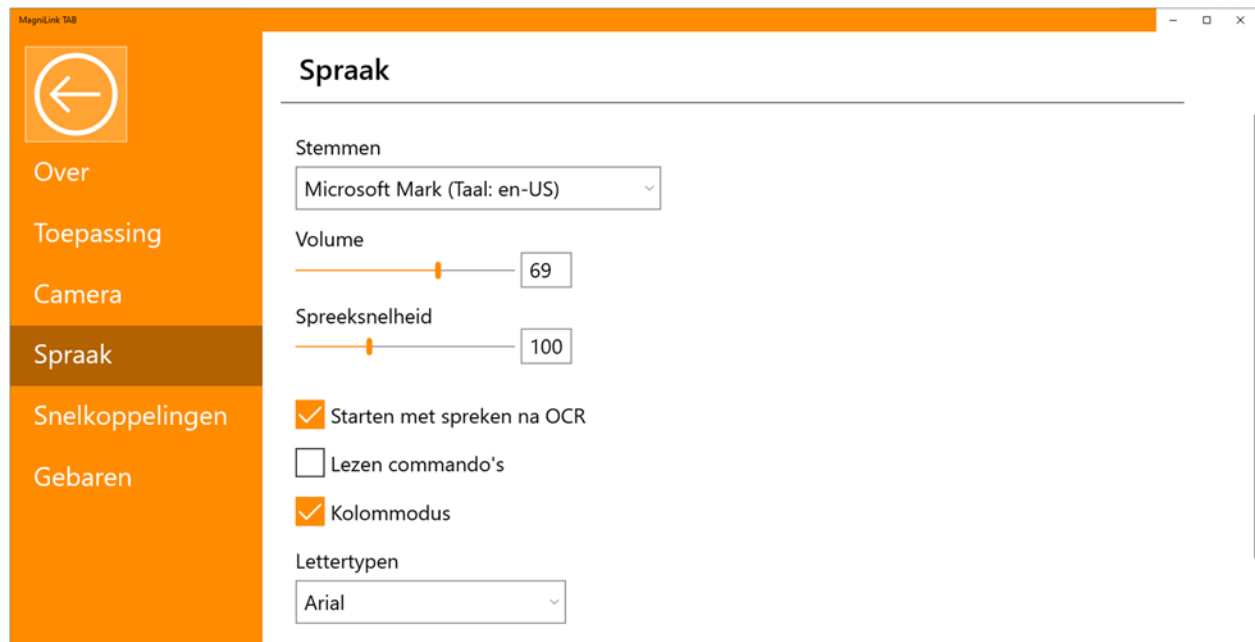 MagniLink TAB
Spraak
Over
Toepassing
Camera
Spraak
Snelkoppelingen
Gebaren
Stemmen
Microsoft Mark (Taal: en-US)
Volume
69
Spreeksnelheid
100
Starten met spreken na OCR
Lezen commando's
Kolommodus
Lettertypen
Arial